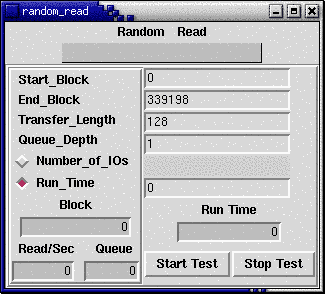 random_read
Random Read
Start_Block 0
End_Block 339198
Transfer_Length 128
Queue_Depth 1
Number_of_IOs
Run_Time 0
Block Run Time
0 0
Read/Sec Queue
0 0 Start Test Stop Test